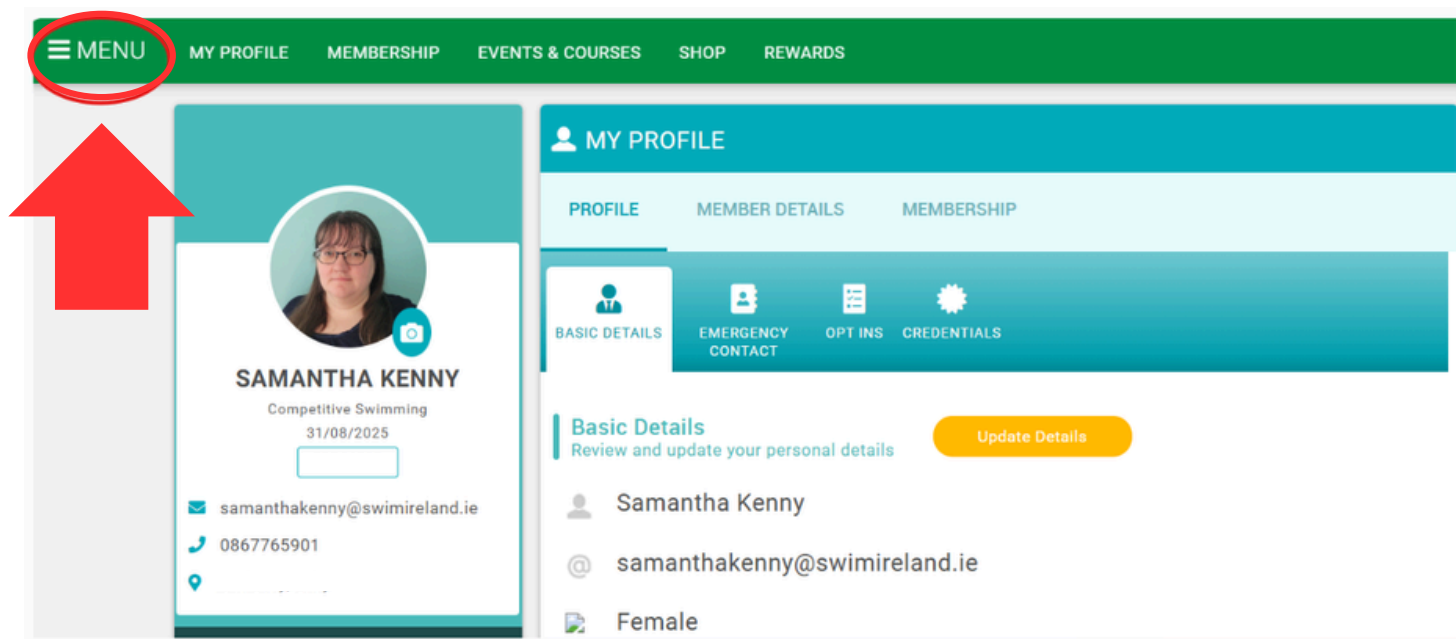 MENU MY PROFILE MEMBERSHIP EVENTS & COURSES SHOP REWARDS
SAMANTHA KENNY
Competitive Swimming
31/08/2025
samanthakenny@swimireland.ie
0867765901
MY PROFILE
PROFILE MEMBER DETAILS MEMBERSHIP
BASIC DETAILS EMERGENCY CONTACT OPT INS CREDENTIALS
Basic Details
Review and update your personal details
Update Details
Samantha Kenny
@ samanthakenny@swimireland.ie
Female